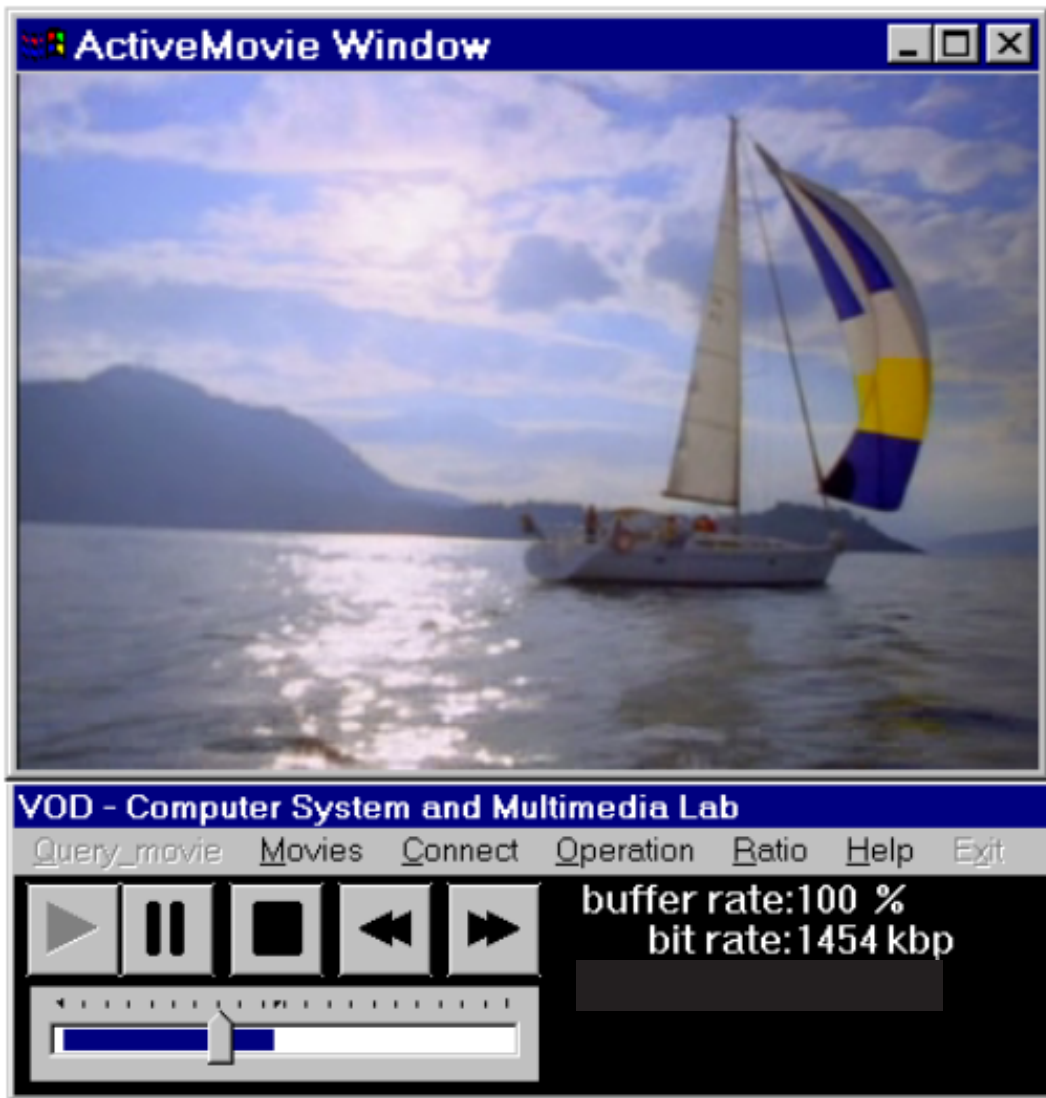 ActiveMovie Window
VOD - Computer System and Multimedia Lab
Query_movie Movies Connect Operation Ratio Help Exit
buffer rate:100 %
bit rate:1454 kbp